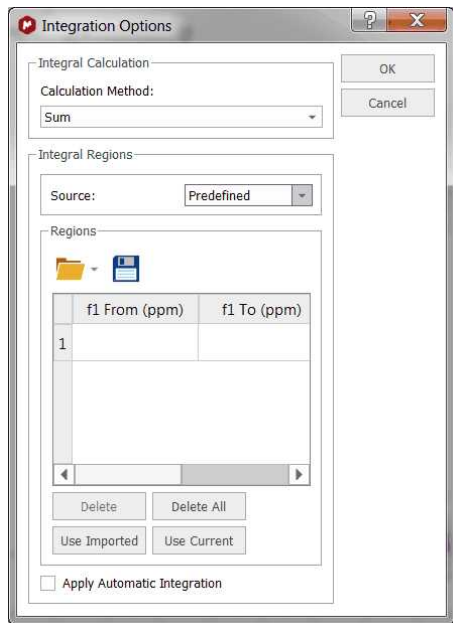 Integration Options
Integral Calculation
OK
Calculation Method:
Cancel
Sum
Integral Regions
Source: Predefined
Regions
f1 From (ppm) f1 To (ppm)
1
Delete Delete All
Use Imported Use Current
Apply Automatic Integration